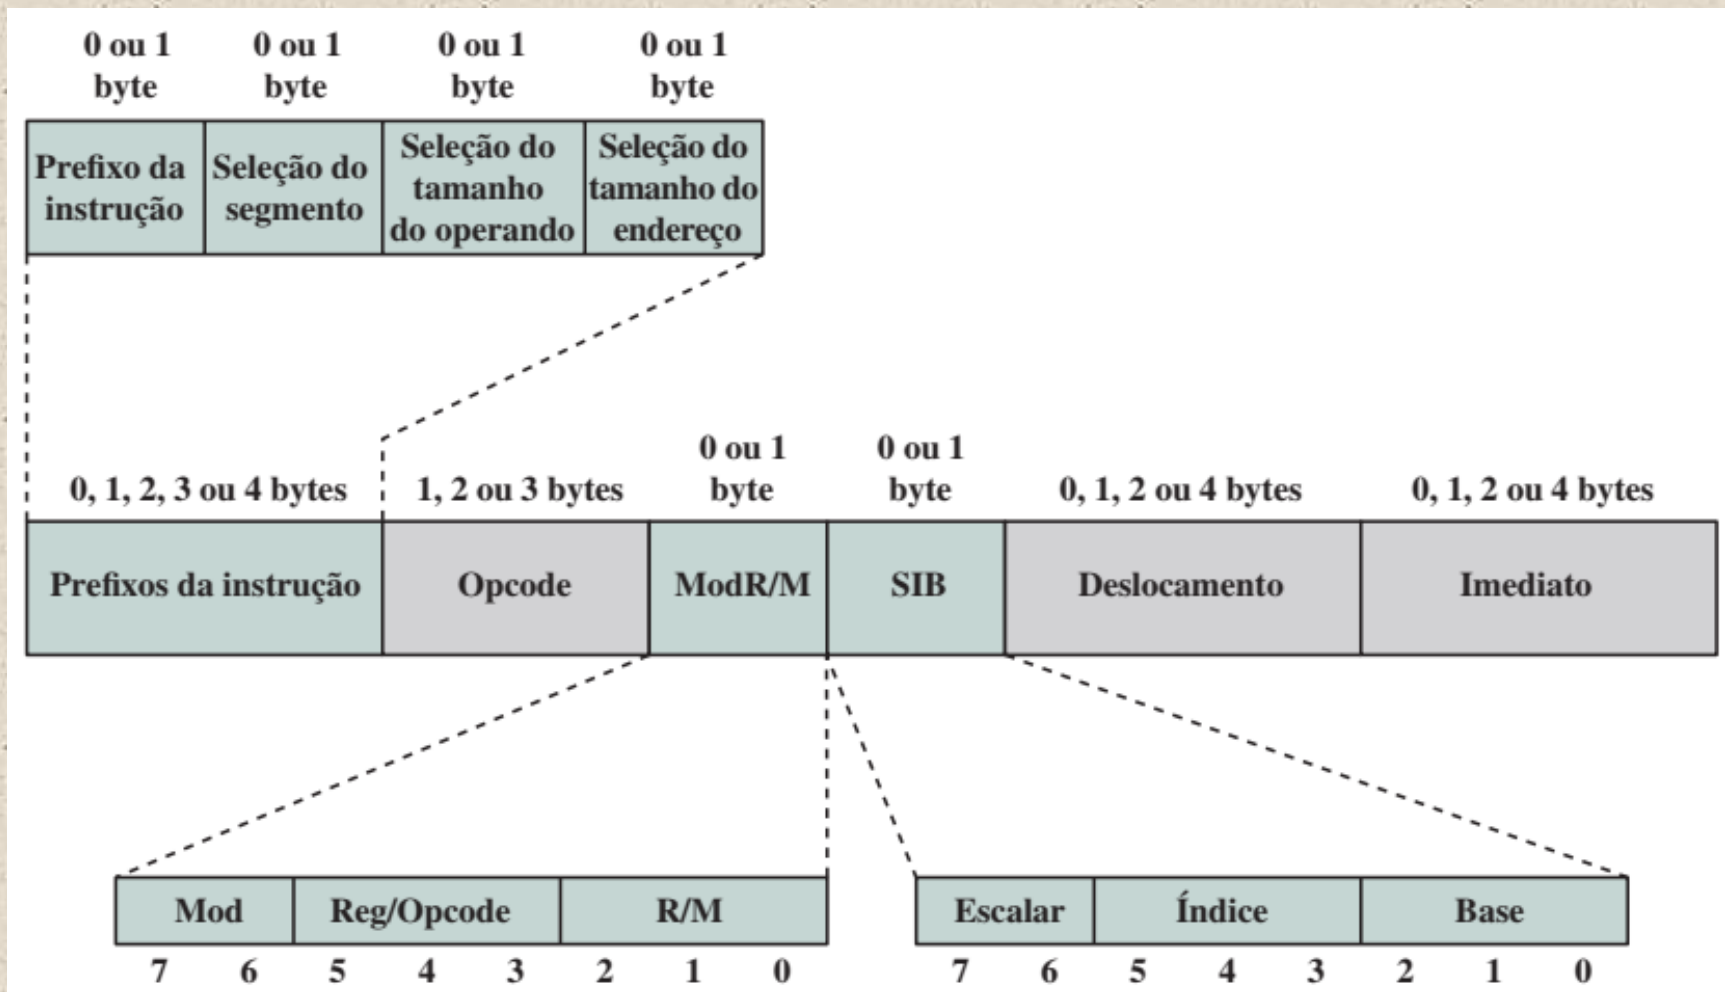 0 ou 1 byte
0 ou 1 byte
0 ou 1 byte
0 ou 1 byte
Prefixo da
instrução
Seleção do
segmento
Seleção do
tamanho
do operando
Seleção do
tamanho do
endereço
0, 1, 2, 3 ou 4 bytes
1, 2 ou 3 bytes
0 ou 1
byte
0 ou 1
byte
0, 1, 2 ou 4 bytes
0, 1, 2 ou 4 bytes
Prefixos da instrução
Opcode
ModR/M
SIB
Deslocamento
Imediato
Mod
Reg/Opcode
R/M
Escalar
Índice
Base
7 6 5 4 3 2 1 0
7 6 5 4 3 2 1 0